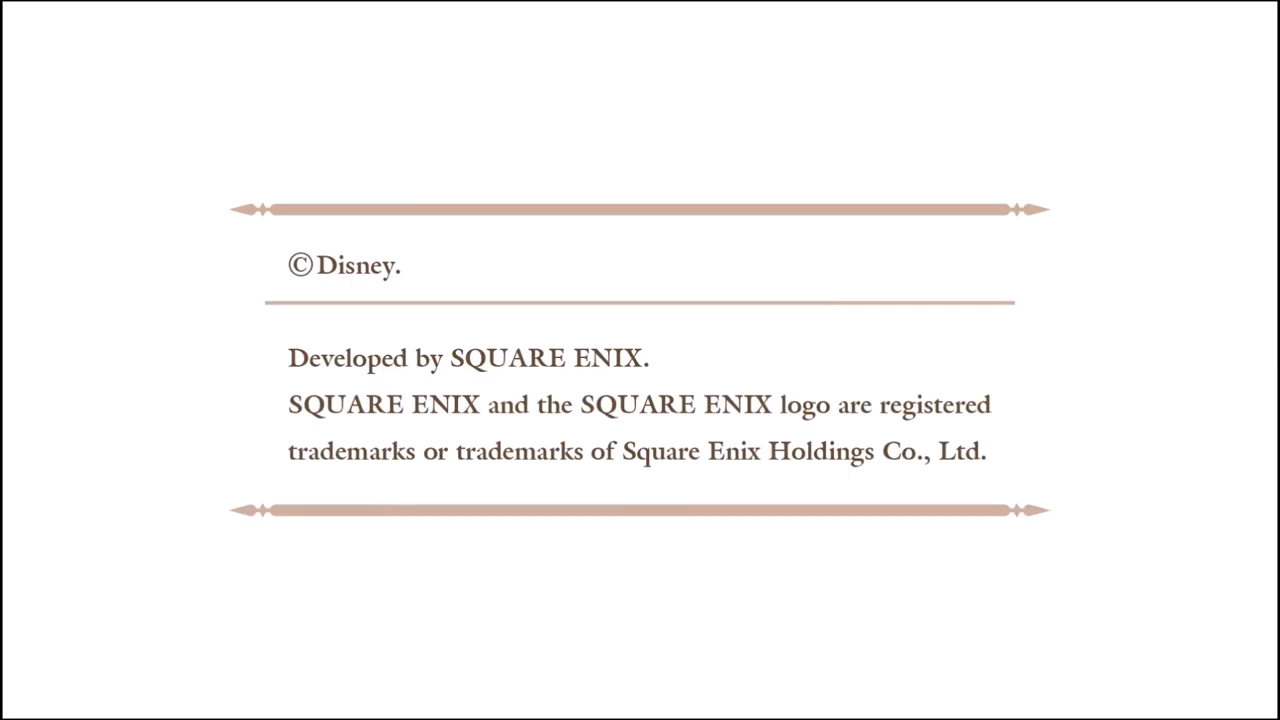 © Disney.
Developed by SQUARE ENIX.
SQUARE ENIX and the SQUARE ENIX logo are registered
trademarks or trademarks of Square Enix Holdings Co., Ltd.